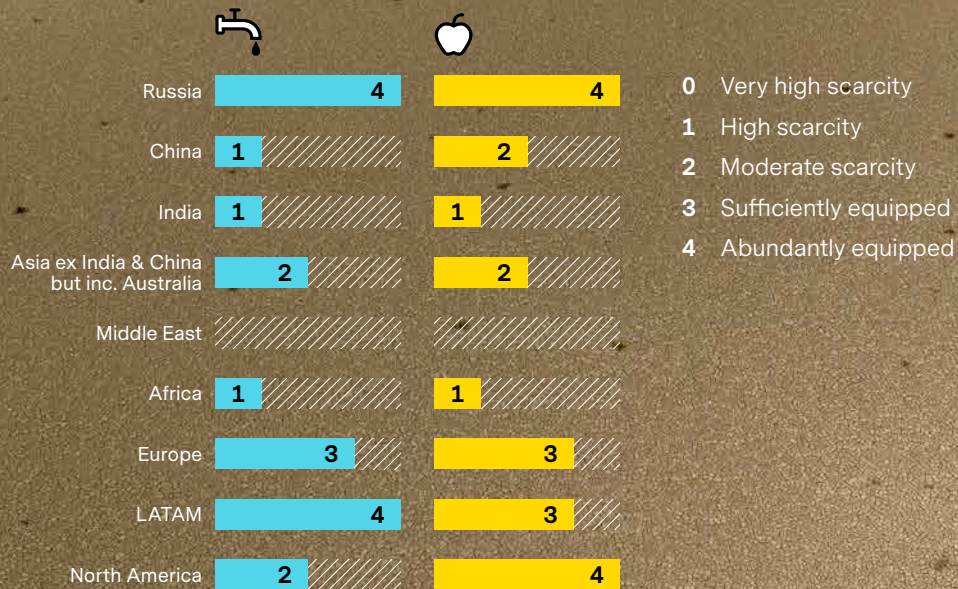 Russia 4 4
China 1 2
India 1 1
Asia ex India & China
but inc. Australia 2 2
Middle East
Africa 1 1
Europe 3 3
LATAM 4 3
North America 2 4
0 Very high scarcity
1 High scarcity
2 Moderate scarcity
3 Sufficiently equipped
4 Abundantly equipped